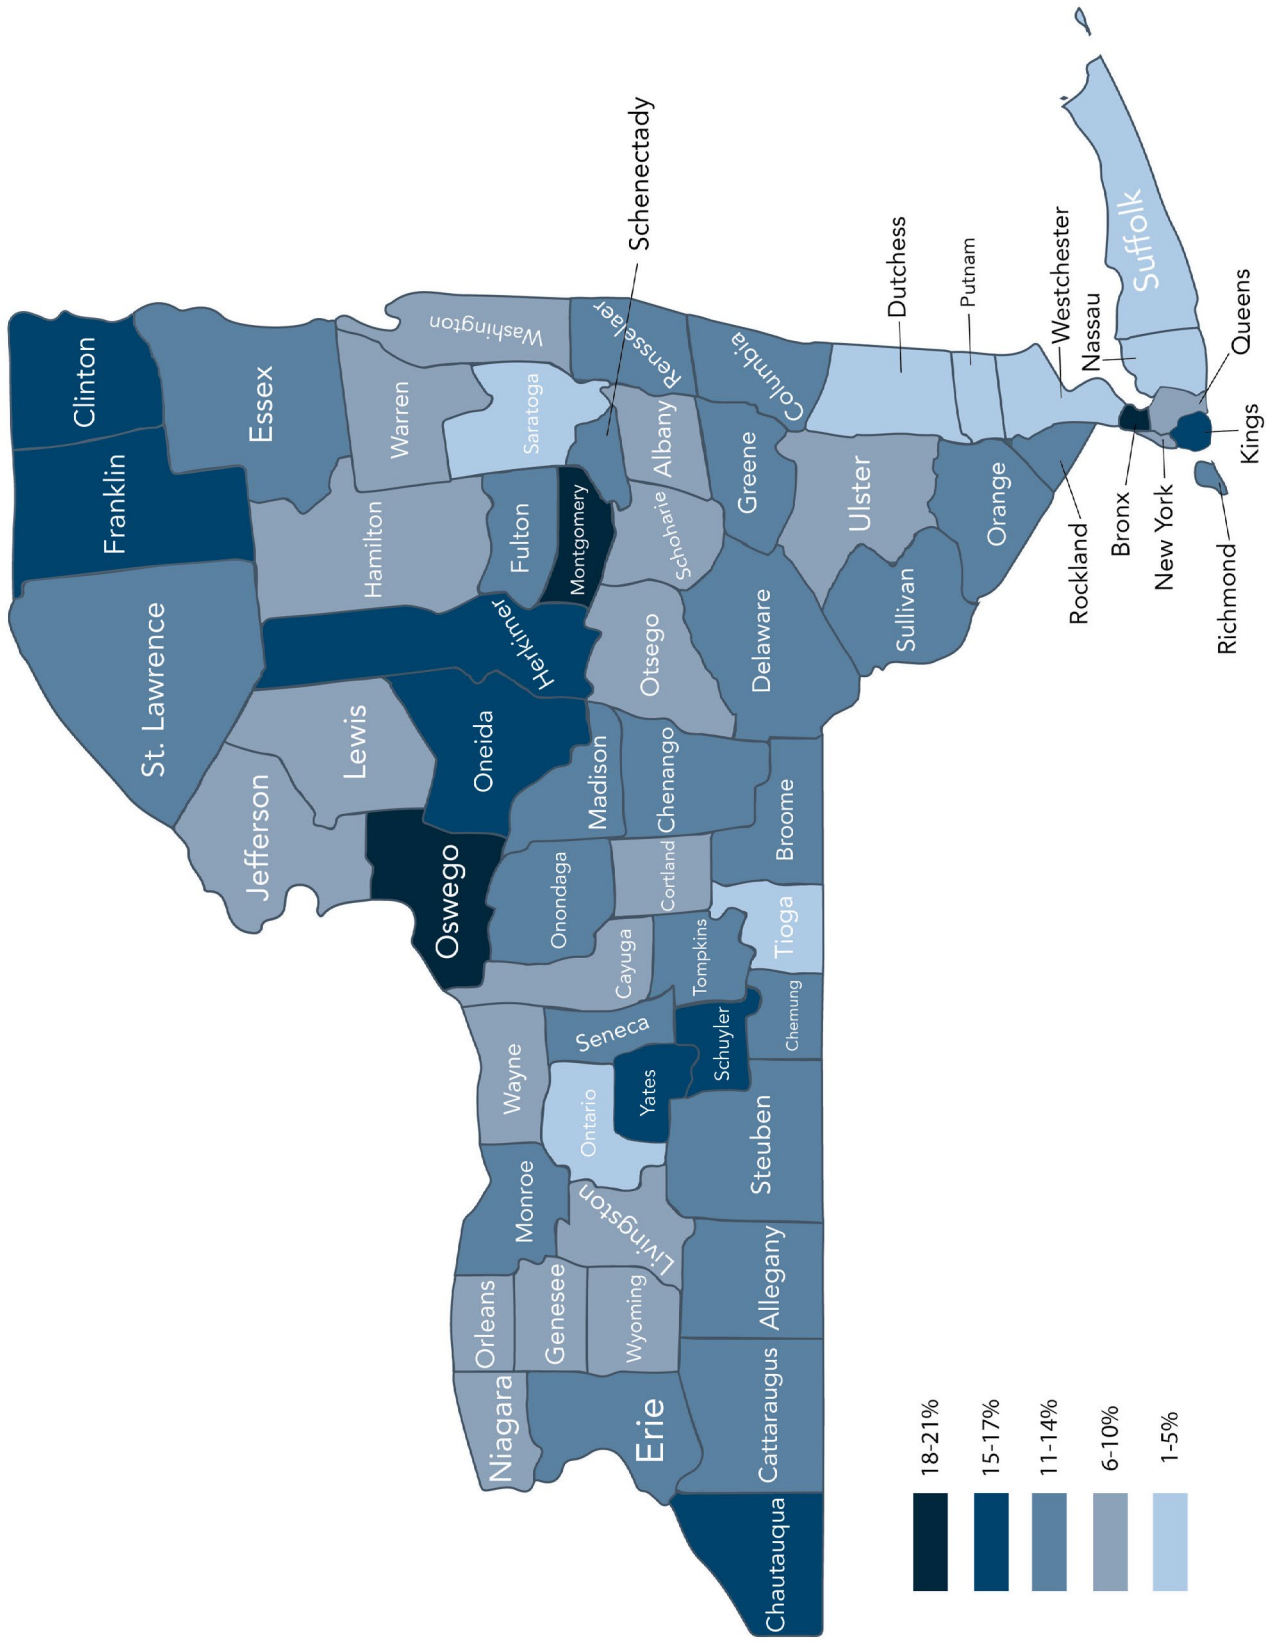 Clinton
Franklin
St. Lawrence
Essex
Jefferson
Lewis
Hamilton
Warren
Washington
Herkimer
Oswego
Oneida
Fulton
Saratoga
Montgomery
Schenectady
Niagara
Orleans
Genesee
Monroe
Wayne
Cayuga
Onondaga
Madison
Erie
Wyoming
Livingston
Ontario
Yates
Seneca
Cortland
Chenango
Otsego
Schoharie
Albany
Rensselaer
Chautauqua
Cattaraugus
Allegany
Steuben
Schuyler
Chemung
Tompkins
Tioga
Broome
Delaware
Greene
Columbia
Ulster
Dutchess
Sullivan
Orange
Putnam
Rockland
Westchester
Bronx
Nassau
Suffolk
New York
Queens
Richmond
Kings
18-21%
15-17%
11-14%
6-10%
1-5%